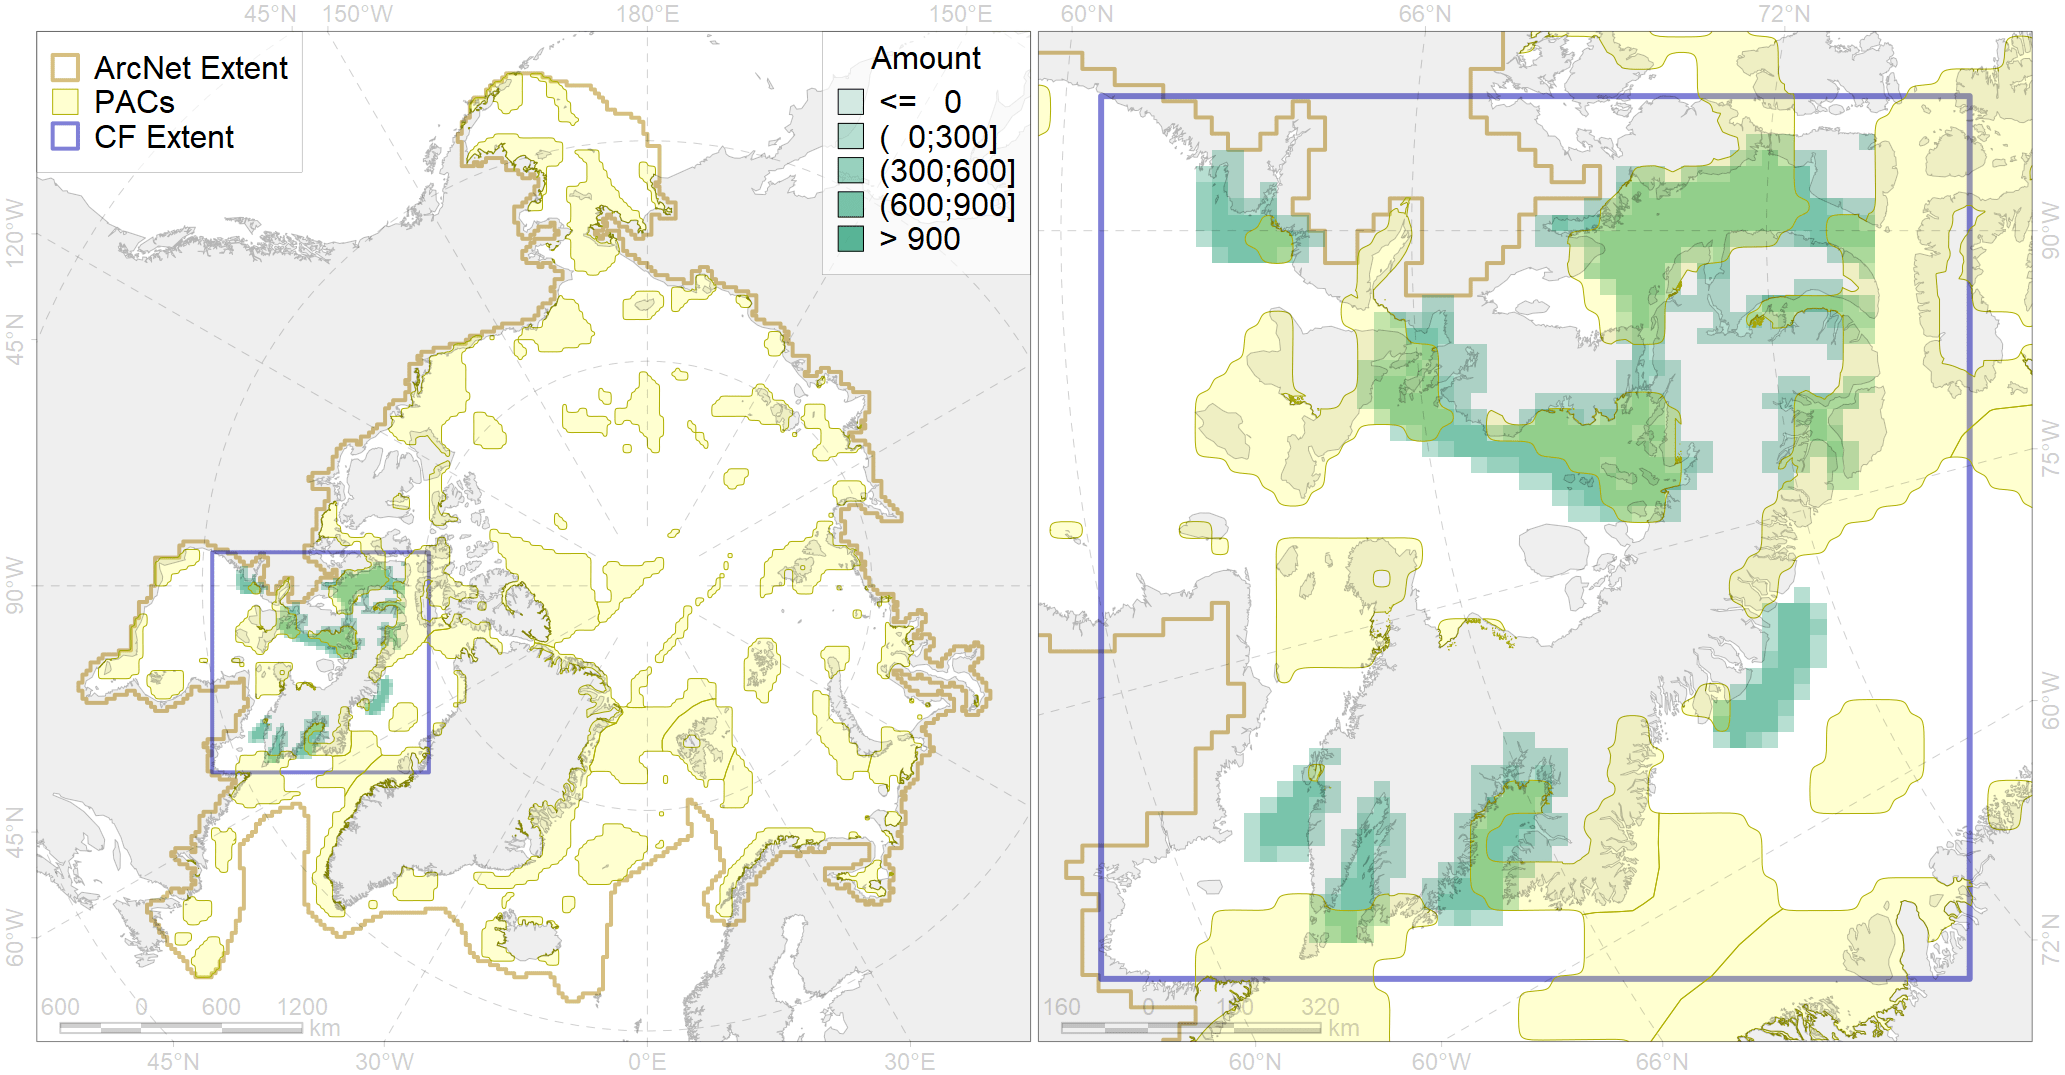 45°N 150°W 180°E 150°E 60°N 66°N 72°N
ArcNet Extent
PACs
CF Extent
Amount
<= 0
( 0;300]
(300;600]
(600;900]
> 900
120°W
45°N
90°W
45°N
60°W
90°W
75°W
60°W
72°N
600 0 600 1200
km
160 0 160 320
km
45°N 30°W 0°E 30°E 60°N 60°W 66°N